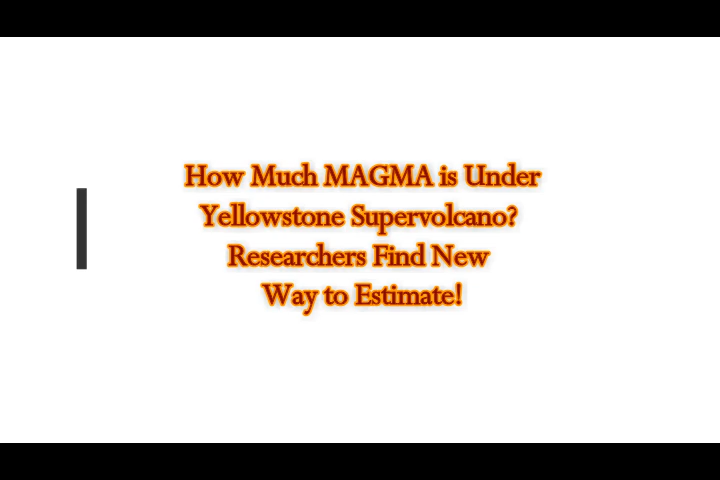 How Much MAGMA is Under
Yellowstone Supervolcano?
Researchers Find New
Way to Estimate!